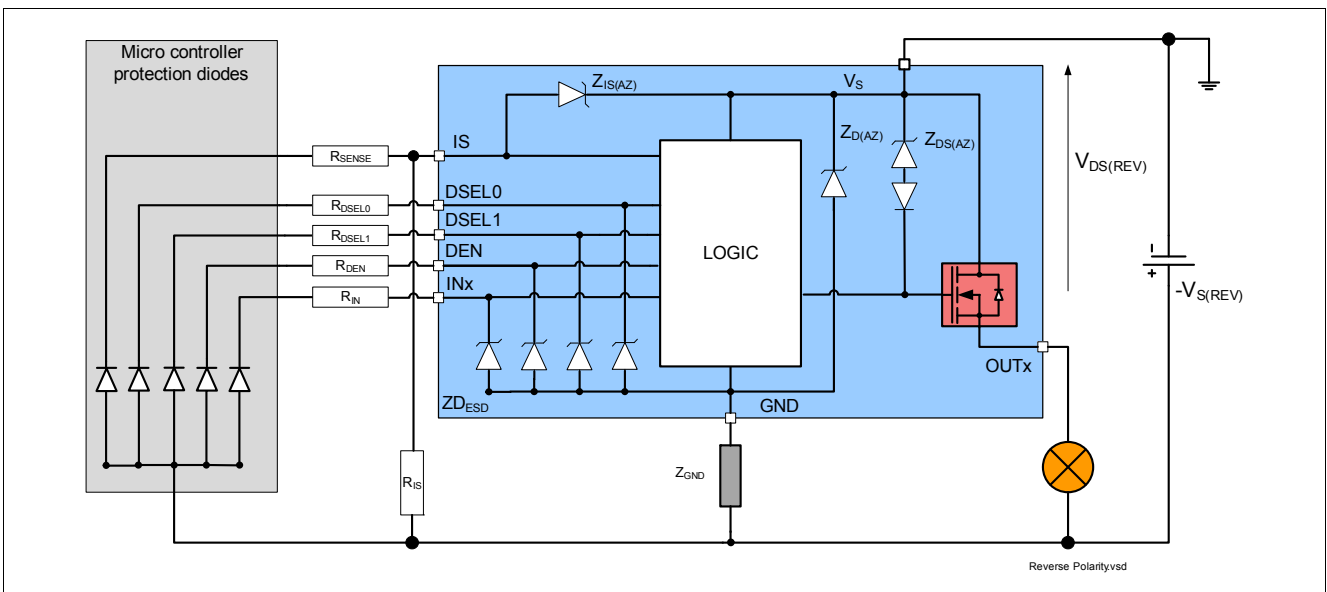 Micro controller
protection diodes
Z_IS(AZ)
V_S
IS
R_SENSE
Z_D(AZ)
Z_DS(AZ)
V_DS(REV)
DSEL0
R_DSEL0
DSEL1
R_DSEL1
LOGIC
DEN
R_DEN
INx
R_IN
+
-V_S(REV)
OUTx
ZD_ESD
GND
R_IS
Z_GND
Reverse Polarity.vsd